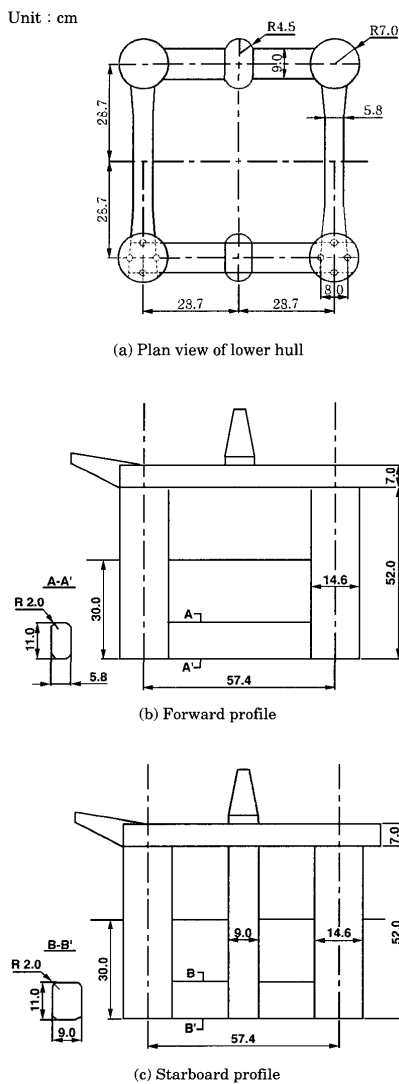 Unit : cm
R4.5
R7.0
9.0
28.7
5.8
28.7
8.0
28.7
28.7
(a) Plan view of lower hull
7.0
A-A'
R 2.0
11.0
5.8
30.0
A
A'
14.6
52.0
57.4
(b) Forward profile
7.0
B-B'
R 2.0
11.0
9.0
30.0
9.0
B
B'
14.6
52.0
57.4
(c) Starboard profile